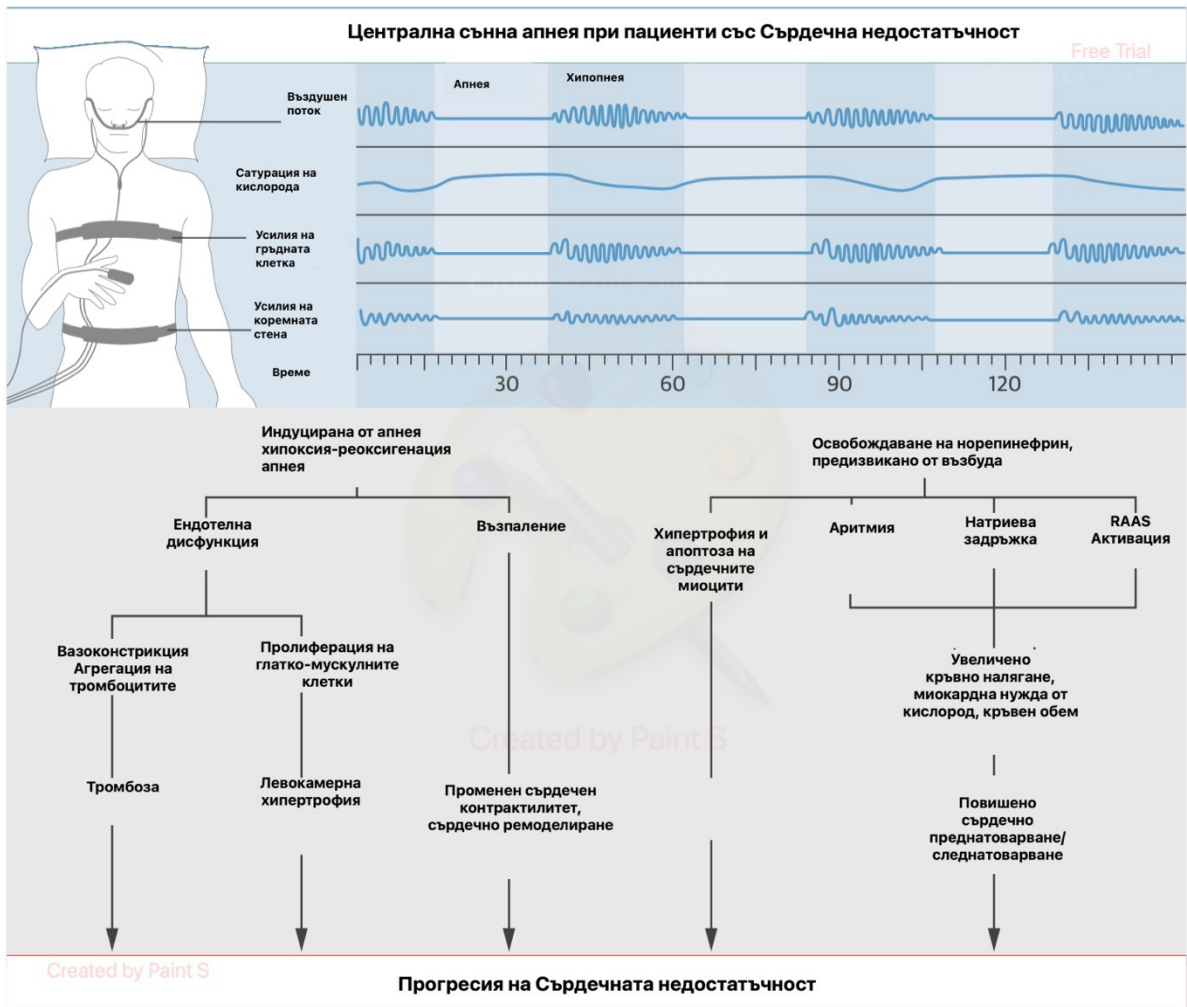 Централна сънна апнея при пациенти със Сърдечна недостатъчност
Free Trial
Апнея
Хипопнея
Въздушен
поток
Сатурация на
кислорода
Усилия на
гръдната
клетка
Усилия на
коремната
стена
Време
30
60
90
120
Индуцирана от апнея
хипоксия-реоксигенация
апнея
Освобождаване на норепинефрин,
предизвикано от възбуда
Ендотелна
дисфункция
Възпаление
Хипертрофия и
апоптоза на
сърдечните
миоцити
Аритмия
Натриева
задръжка
RAAS
Активация
Вазоконстрикция
Агрегация на
тромбоцитите
Пролиферация на
глатко-мускулните
клетки
Увеличено
кръвно налягане,
миокардна нужда от
кислород, кръвен обем
Created by Paint S
Тромбоза
Левокамерна
хипертрофия
Променен сърдечен
контрактилитет,
сърдечно ремоделиране
Повишено
сърдечно
преднатоварване/
следнатоварване
Created by Paint S
Прогресия на Сърдечната недостатъчност